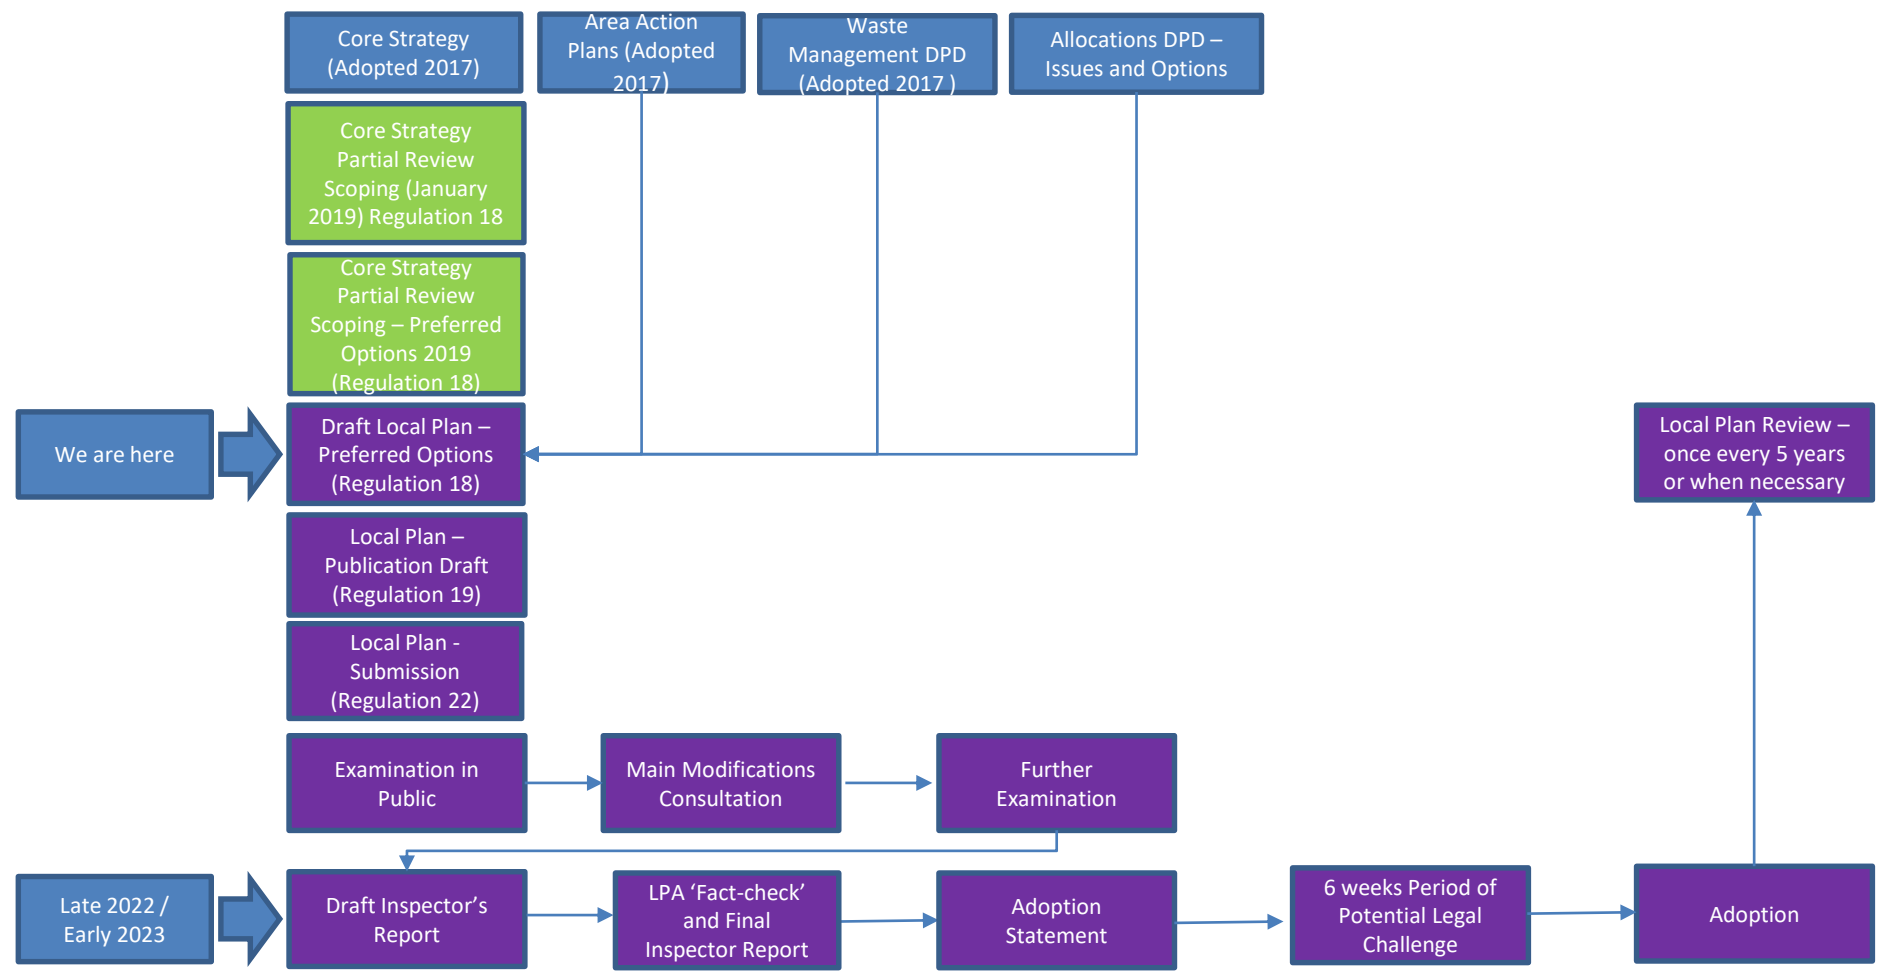 Core Strategy
(Adopted 2017)
Area Action
Plans (Adopted
2017)
Waste
Management DPD
(Adopted 2017 )
Allocations DPD –
Issues and Options
Core Strategy
Partial Review
Scoping (January
2019) Regulation 18
Core Strategy
Partial Review
Scoping – Preferred
Options 2019
(Regulation 18)
We are here
Draft Local Plan –
Preferred Options
(Regulation 18)
Local Plan Review –
once every 5 years
or when necessary
Local Plan –
Publication Draft
(Regulation 19)
Local Plan -
Submission
(Regulation 22)
Examination in
Public
Main Modifications
Consultation
Further
Examination
Late 2022 /
Early 2023
Draft Inspector’s
Report
LPA ‘Fact-check’
and Final
Inspector Report
Adoption
Statement
6 weeks Period of
Potential Legal
Challenge
Adoption